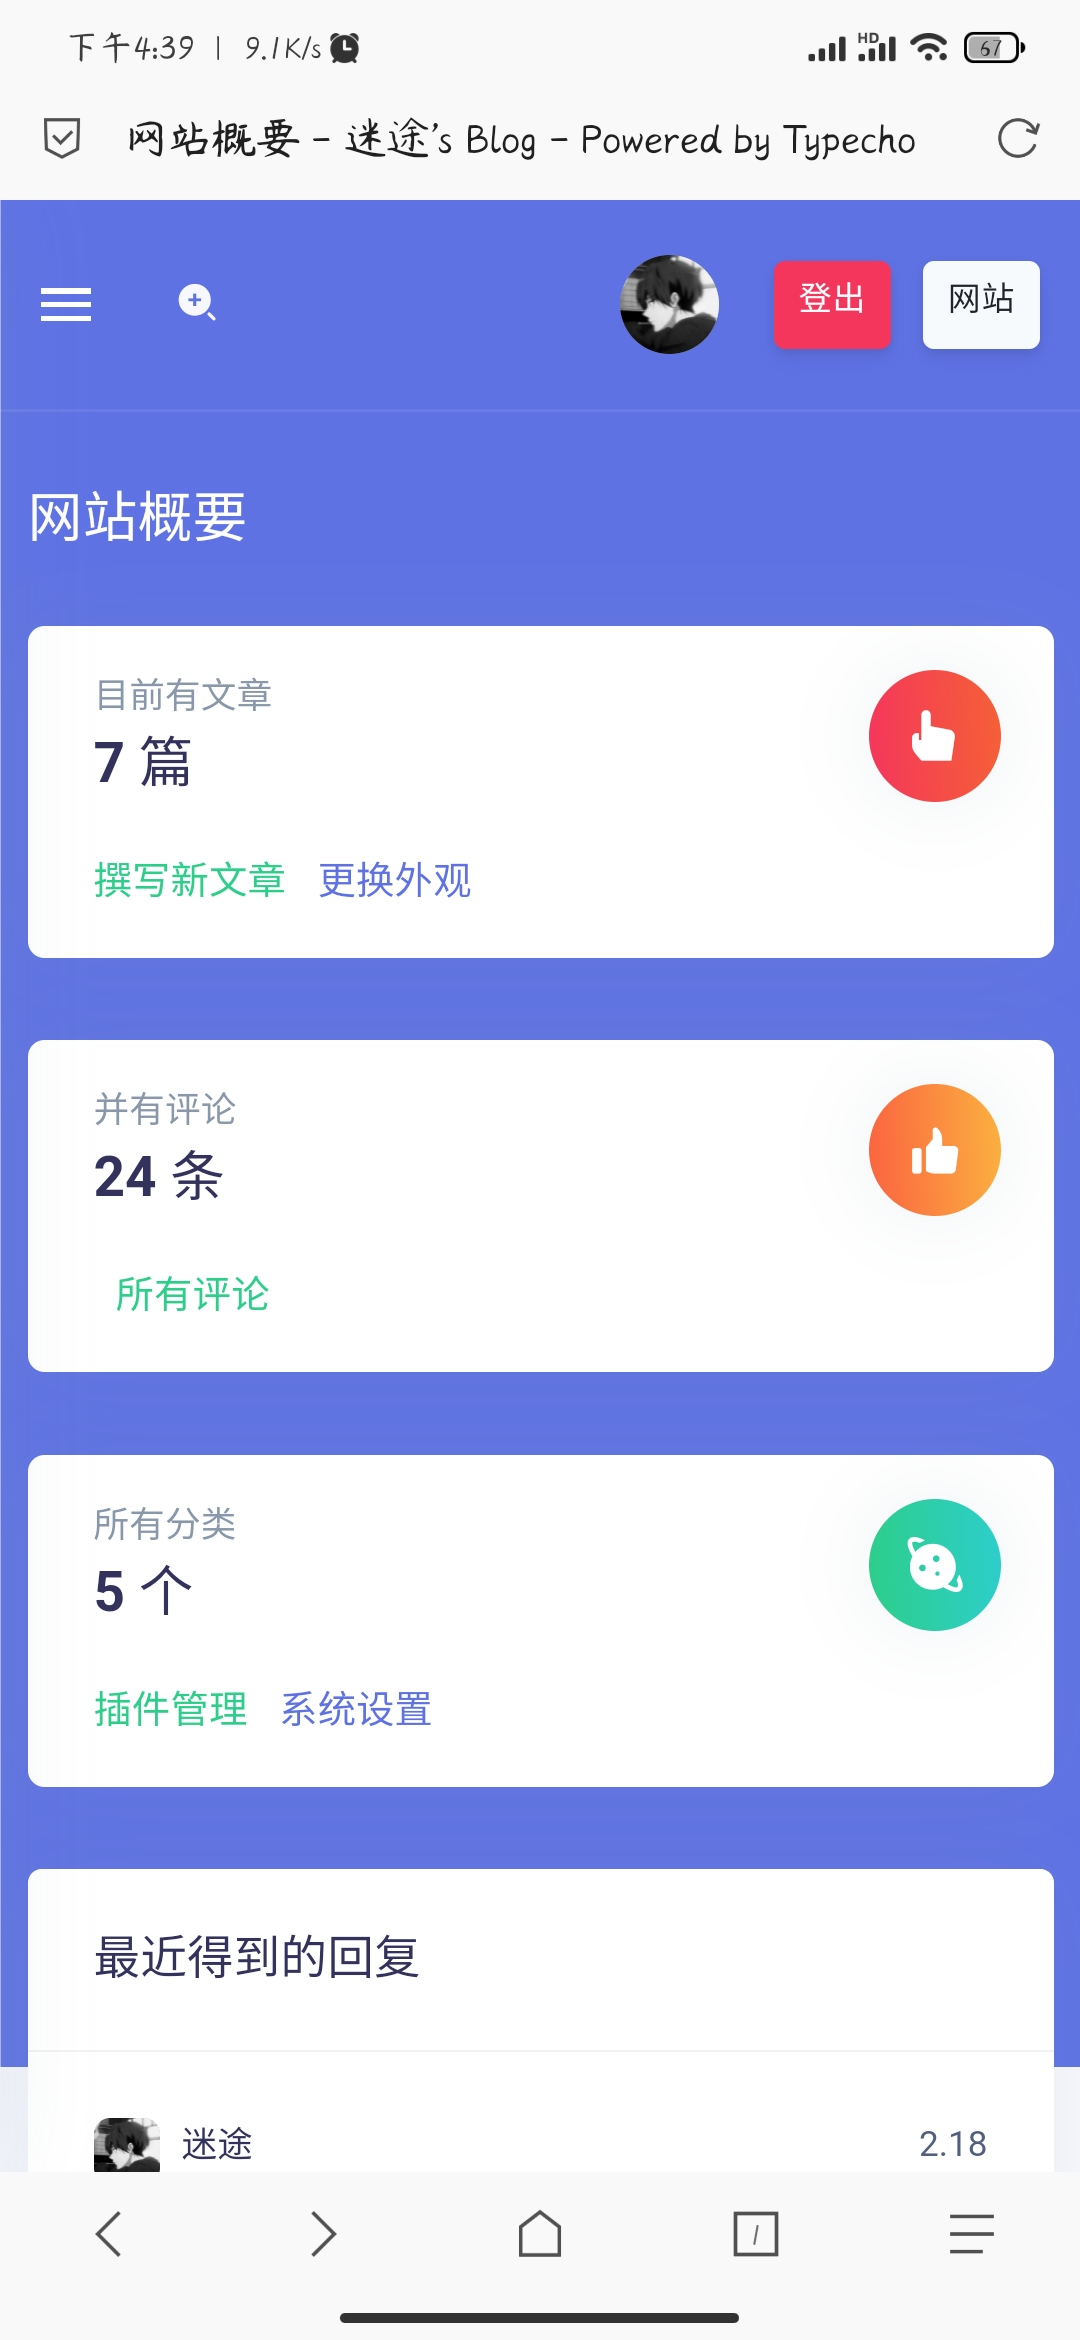 下午4:39 | 9.1K/s
HD
67
网站概要 - 迷途's Blog - Powered by Typecho
登出
网站
网站概要
目前有文章
7 篇
撰写新文章 更换外观
并有评论
24 条
所有评论
所有分类
5 个
插件管理 系统设置
最近得到的回复
迷途 2.18